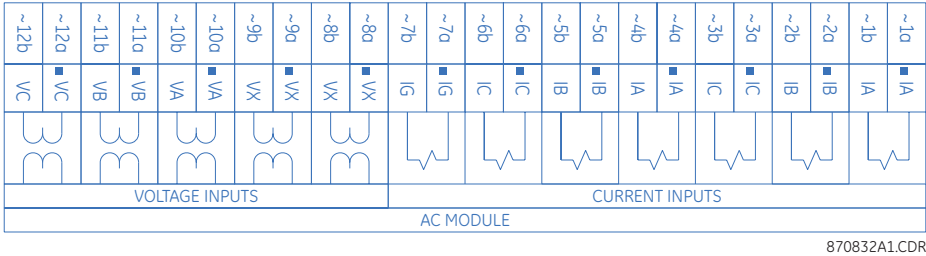 ~12b ~12a ~11b ~11a ~10b ~10a ~9b ~9a ~8b ~8a ~7b ~7a ~6b ~6a ~5b ~5a ~4b ~4a ~3b ~3a ~2b ~2a ~1b ~1a
VC VC VB VB VA VA VX VX VX VX IG IG IC IC IB IB IA IA IC IC IB IB IA IA
VOLTAGE INPUTS CURRENT INPUTS
AC MODULE
870832A1.CDR